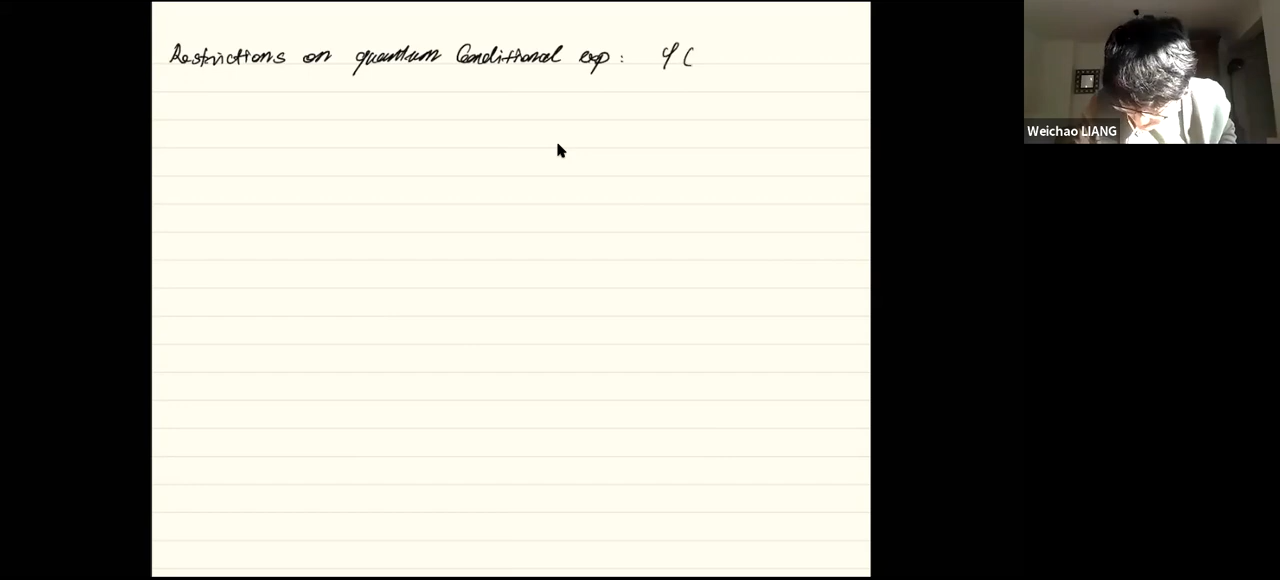 Restrictions on quantum Conditional exp : φ(
Weichao LIANG